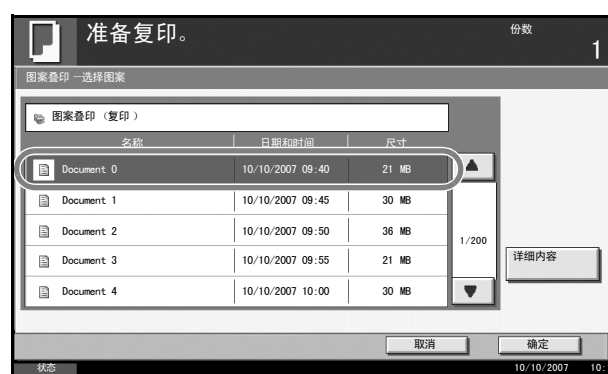 准备复印。
份数
1
图案叠印 —选择图案
图案叠印 （复印 ）
名称 日期和时间 尺寸
Document 0 10/10/2007 09:40 21 MB
Document 1 10/10/2007 09:45 30 MB
Document 2 10/10/2007 09:50 36 MB
Document 3 10/10/2007 09:55 21 MB
Document 4 10/10/2007 10:00 30 MB
1/200
详细内容
取消 确定
状态 10/10/2007 10: